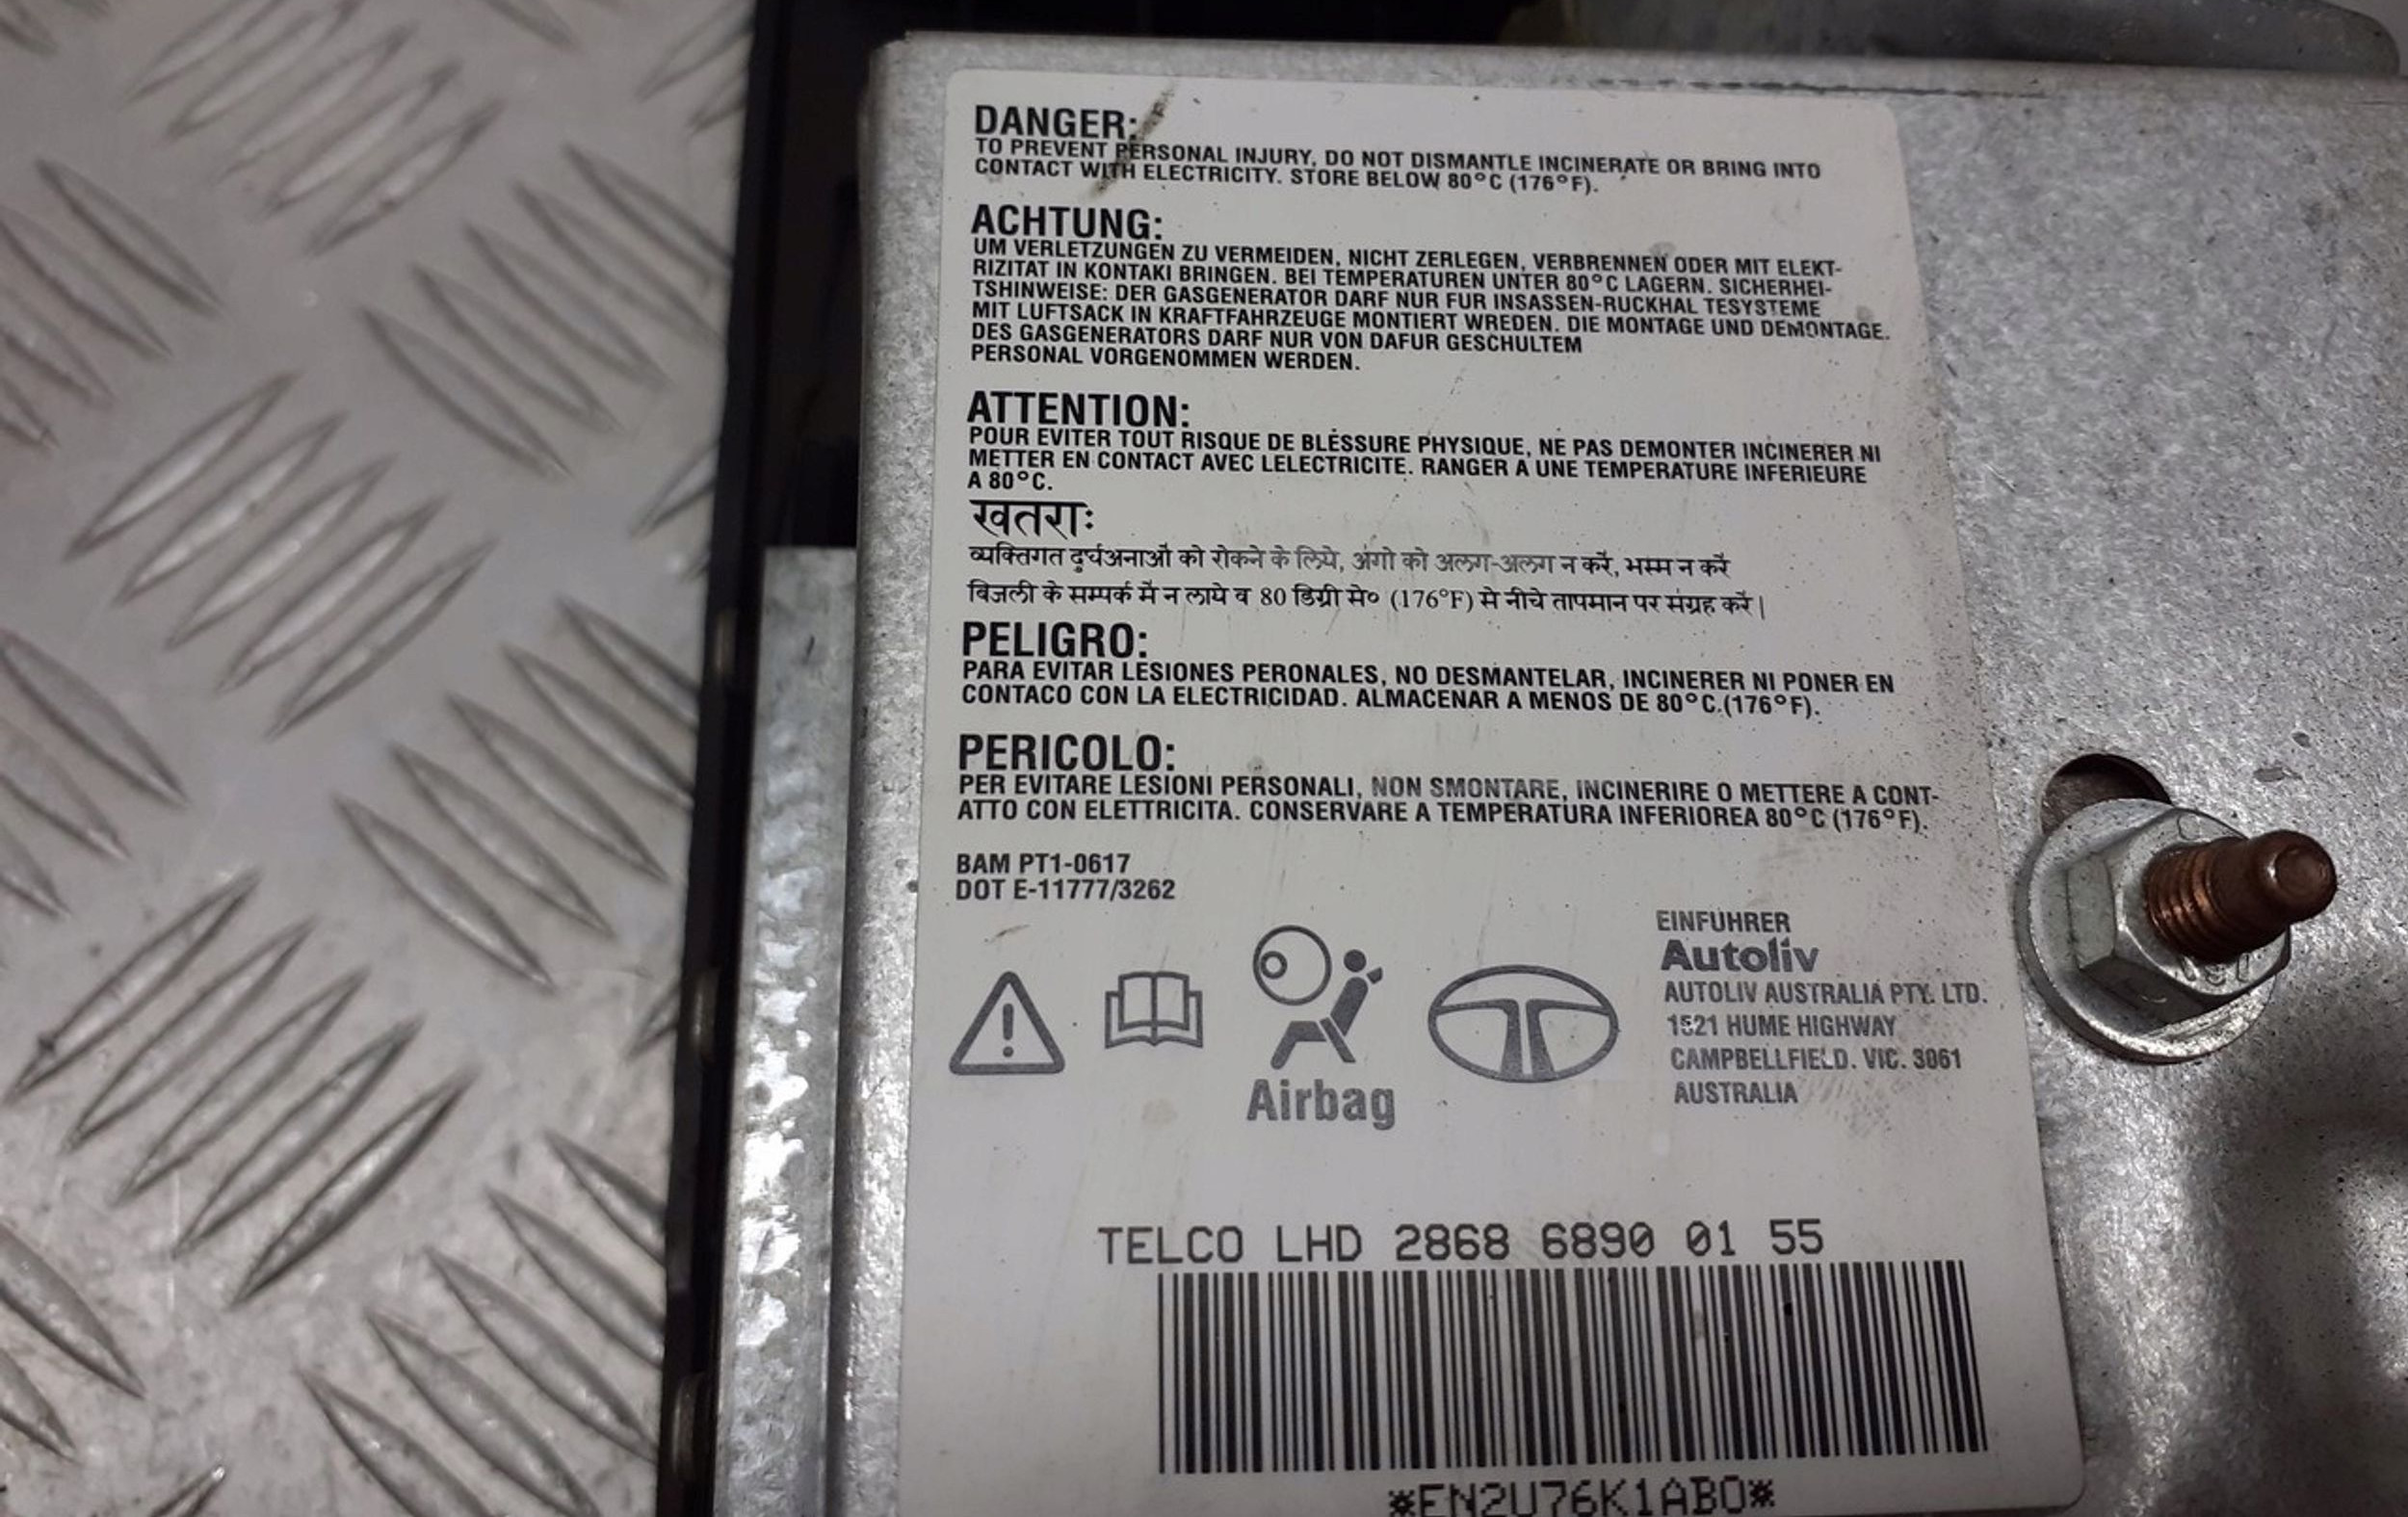 DANGER:
TO PREVENT PERSONAL INJURY, DO NOT DISMANTLE INCINERATE OR BRING INTO
CONTACT WITH ELECTRICITY. STORE BELOW 80°C (176°F).
ACHTUNG:
UM VERLETZUNGEN ZU VERMEIDEN, NICHT ZERLEGEN, VERBRENNEN ODER MIT ELEKT-
RIZITAT IN KONTAKI BRINGEN. BEI TEMPERATUREN UNTER 80°C LAGERN. SICHERHEI-
TSHINWEISE: DER GASGENERATOR DARF NUR FUR INSASSEN-RUCKHAL TESYSTEME
MIT LUFTSACK IN KRAFTFAHRZEUGE MONTIERT WREDEN. DIE MONTAGE UND DEMONTAGE.
DES GASGENERATORS DARF NUR VON DAFUR GESCHULTEM
PERSONAL VORGENOMMEN WERDEN.
ATTENTION:
POUR EVITER TOUT RISQUE DE BLESSURE PHYSIQUE, NE PAS DEMONTER INCINERER NI
METTER EN CONTACT AVEC LELECTRICITE. RANGER A UNE TEMPERATURE INFERIEURE
A 80°C.
खतराः
व्यक्तिगत दुर्घअनाओं को रोकने के लिये, अंगो को अलग-अलग न करें, भस्म न करें
बिजली के सम्पर्क में न लाये व 80 डिग्री से० (176°F) से नीचे तापमान पर संग्रह करें |
PELIGRO:
PARA EVITAR LESIONES PERONALES, NO DESMANTELAR, INCINERER NI PONER EN
CONTACO CON LA ELECTRICIDAD. ALMACENAR A MENOS DE 80°C.(176°F).
PERICOLO:
PER EVITARE LESIONI PERSONALI, NON SMONTARE, INCINERIRE O METTERE A CONT-
ATTO CON ELETTRICITA. CONSERVARE A TEMPERATURA INFERIOREA 80°C (176°F).
BAM PT1-0617
DOT E-11777/3262
Airbag
EINFUHRER
Autoliv
AUTOLIV AUSTRALIA PTY. LTD.
1521 HUME HIGHWAY
CAMPBELLFIELD. VIC. 3061
AUSTRALIA
TELCO LHD 2868 6890 01 55
*EN2U76K1ABO*